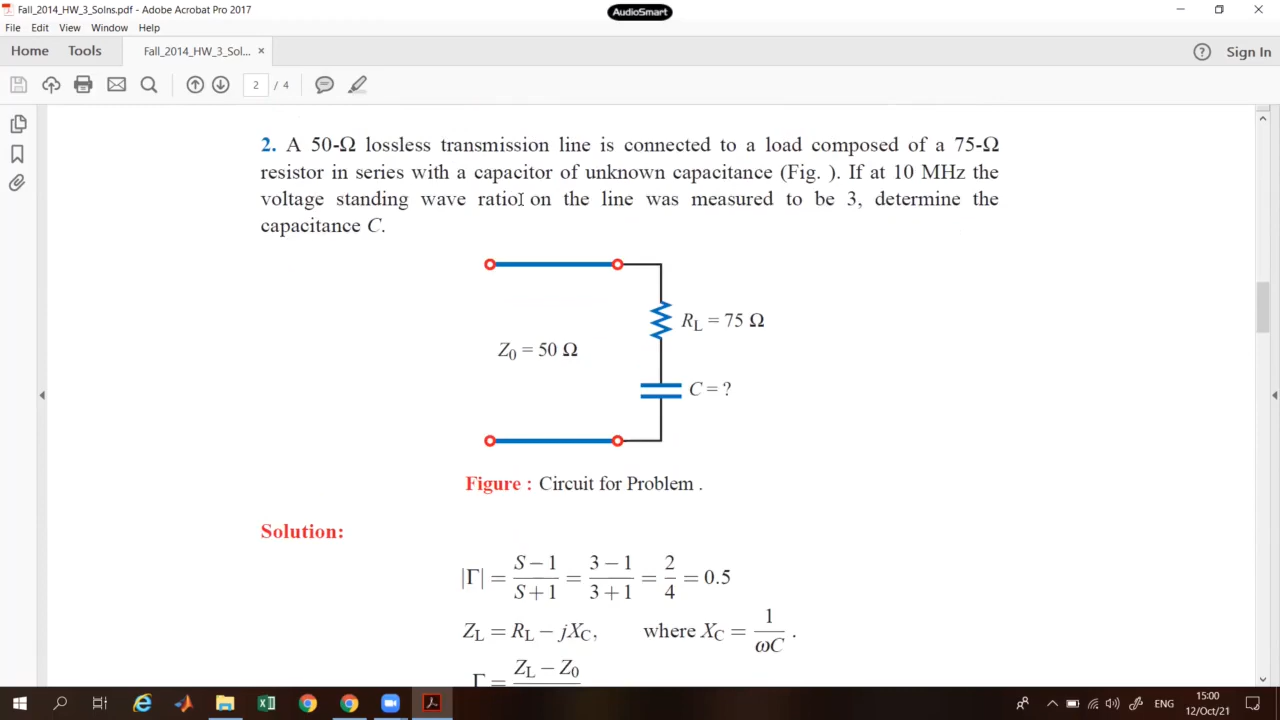 Fall_2014_HW_3_Solns.pdf - Adobe Acrobat Pro 2017
AudioSmart
File Edit View Window Help
Home Tools Fall_2014_HW_3_Sol... × Sign In
2 / 4
2. A 50-Ω lossless transmission line is connected to a load composed of a 75-Ω
resistor in series with a capacitor of unknown capacitance (Fig. ). If at 10 MHz the
voltage standing wave ratio on the line was measured to be 3, determine the
capacitance C.
R_L = 75 Ω
Z_0 = 50 Ω
C = ?
Figure : Circuit for Problem .
Solution:
|Γ| = (S − 1)/(S + 1) = (3 − 1)/(3 + 1) = 2/4 = 0.5
Z_L = R_L − jX_C, where X_C = 1/(ωC) .
Γ = Z_L − Z_0
ENG
15:00
12/Oct/21